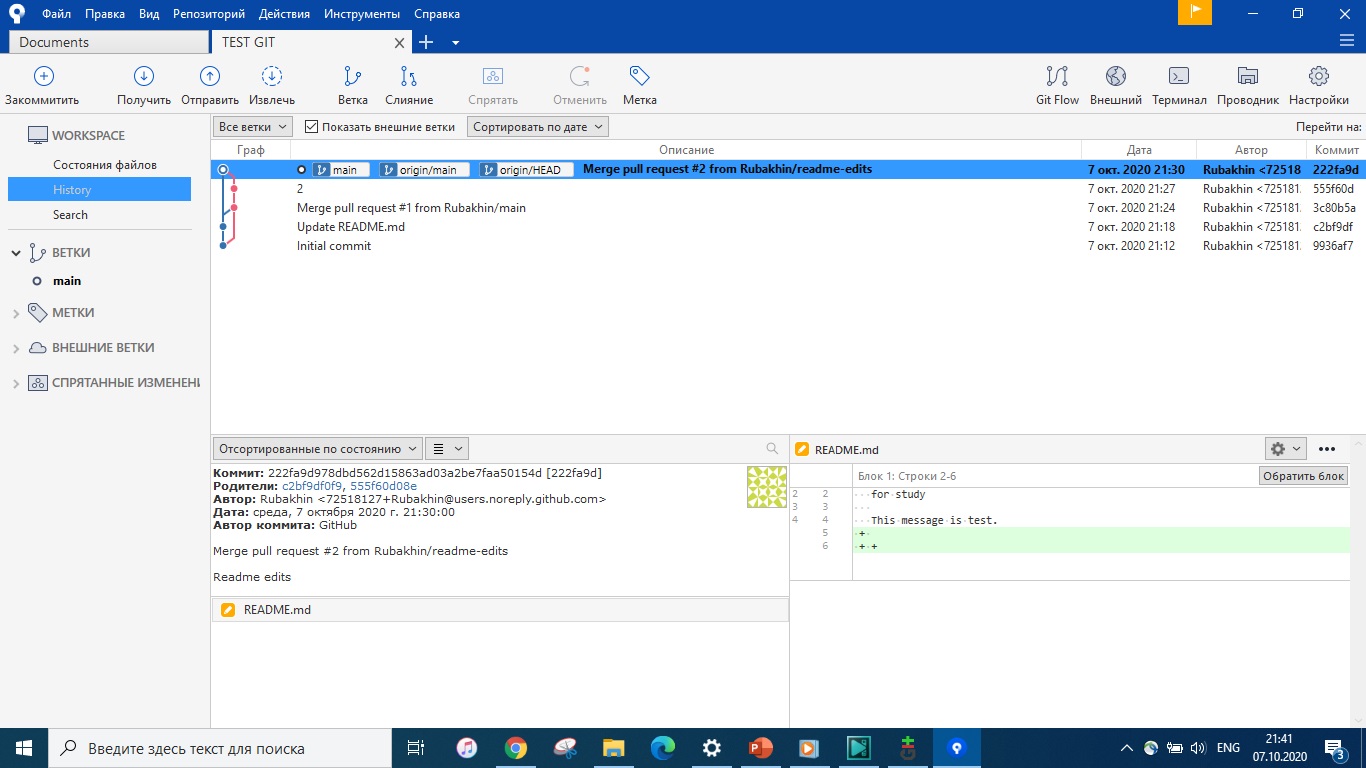 Файл Правка Вид Репозиторий Действия Инструменты Справка
Documents TEST GIT
Закоммитить Получить Отправить Извлечь Ветка Слияние Спрятать Отменить Метка Git Flow Внешний Терминал Проводник Настройки
WORKSPACE
Состояния файлов
History
Search
ВЕТКИ
main
МЕТКИ
ВНЕШНИЕ ВЕТКИ
СПРЯТАННЫЕ ИЗМЕНЕНИ
Все ветки Показать внешние ветки Сортировать по дате Перейти на:
Граф Описание Дата Автор Коммит
main origin/main origin/HEAD Merge pull request #2 from Rubakhin/readme-edits 7 окт. 2020 21:30 Rubakhin <72518 222fa9d
2 7 окт. 2020 21:27 Rubakhin <725181. 555f60d
Merge pull request #1 from Rubakhin/main 7 окт. 2020 21:24 Rubakhin <725181. 3c80b5a
Update README.md 7 окт. 2020 21:18 Rubakhin <725181. c2bf9df
Initial commit 7 окт. 2020 21:12 Rubakhin <725181. 9936af7
Отсортированные по состоянию
Коммит: 222fa9d978dbd562d15863ad03a2be7faa50154d [222fa9d]
Родители: c2bf9df0f9, 555f60d08e
Автор: Rubakhin <72518127+Rubakhin@users.noreply.github.com>
Дата: среда, 7 октября 2020 г. 21:30:00
Автор коммита: GitHub
Merge pull request #2 from Rubakhin/readme-edits
Readme edits
README.md
README.md
Блок 1: Строки 2-6 Обратить блок
2 2 for study
3 3
4 4 This message is test.
5 +
6 + +
Введите здесь текст для поиска
ENG 21:41
07.10.2020
3